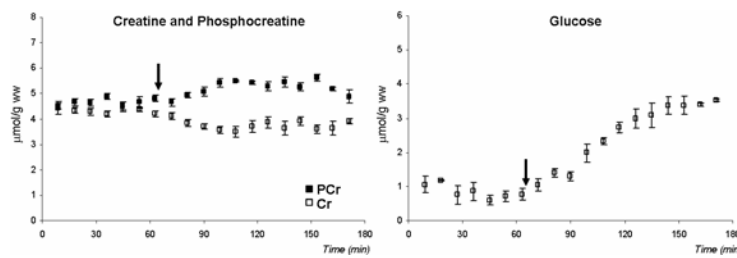 Creatine and Phosphocreatine
8
7
6
5
4
3
2
1
0
μmol/g ww
PCr
Cr
0 30 60 90 120 150 180
Time (min)
Glucose
6
5
4
3
2
1
0
μmol/g ww
0 30 60 90 120 150 180
Time (min)